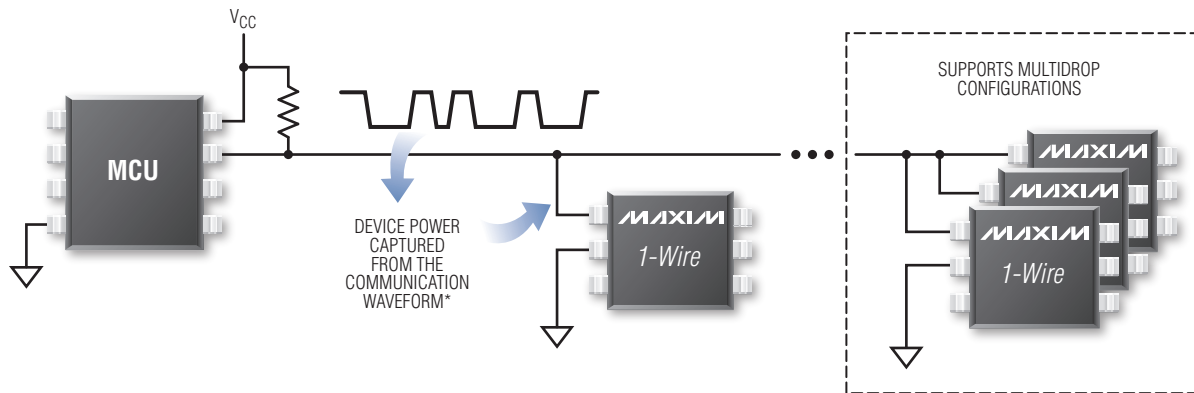 VCC
MCU
DEVICE POWER
CAPTURED
FROM THE
COMMUNICATION
WAVEFORM*
MAXIM
1-Wire
SUPPORTS MULTIDROP
CONFIGURATIONS
MAXIM
MAXIM
MAXIM
1-Wire